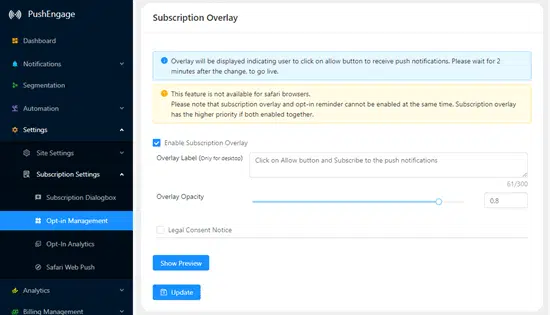 PushEngage
Dashboard
Notifications
Segmentation
Automation
Settings
Site Settings
Subscription Settings
Subscription Dialogbox
Opt-in Management
Opt-In Analytics
Safari Web Push
Analytics
Billing Management
Subscription Overlay
Overlay will be displayed indicating user to click on allow button to receive push notifications. Please wait for 2
minutes after the change, to go live.
This feature is not available for safari browsers.
Please note that subscription overlay and opt-in reminder cannot be enabled at the same time. Subscription overlay
has the higher priority if both enabled together.
Enable Subscription Overlay
Overlay Label (Only for desktop)
Click on Allow button and Subscribe to the push notifications
61/300
Overlay Opacity
0.8
Legal Consent Notice
Show Preview
Update